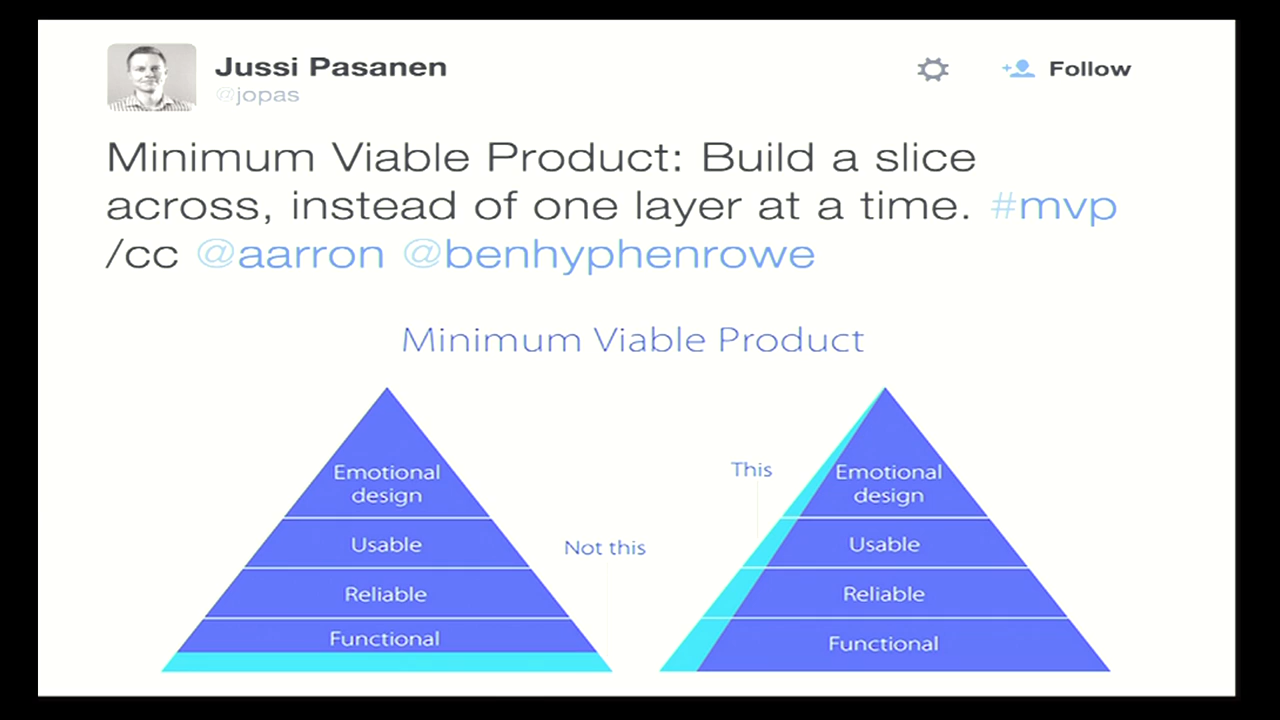 Jussi Pasanen
@jopas
Follow
Minimum Viable Product: Build a slice
across, instead of one layer at a time. #mvp
/cc @aarron @benhyphenrowe
Minimum Viable Product
Emotional
design
Usable
Reliable
Functional
Not this
This
Emotional
design
Usable
Reliable
Functional